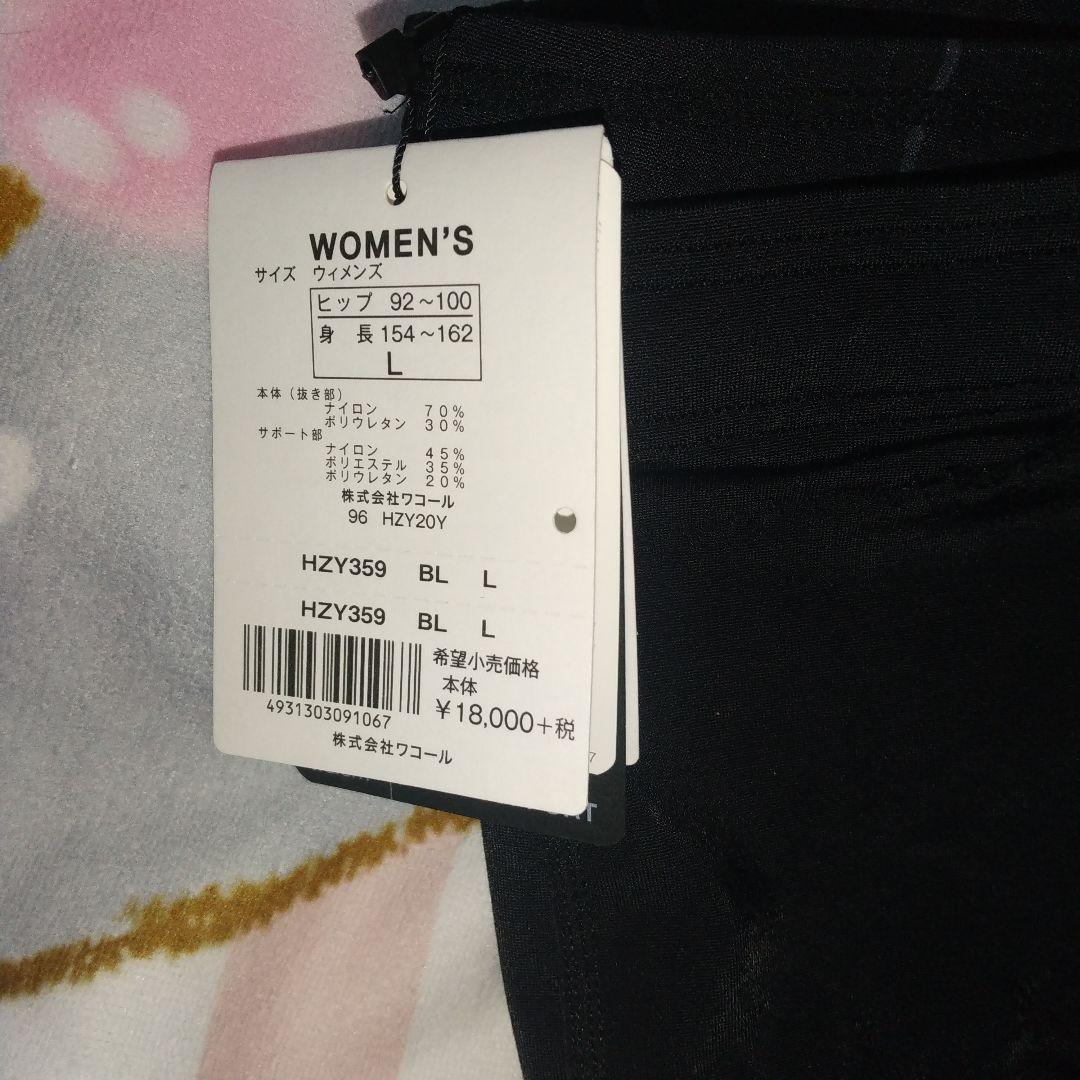 WOMEN'S
サイズ ウィメンズ
ヒップ 92～100
身 長 154～162
L
本体（抜き部）
ナイロン 70%
ポリウレタン 30%
サポート部
ナイロン 45%
ポリエステル 35%
ポリウレタン 20%
株式会社ワコール
96 HZY20Y
HZY359 BL L
HZY359 BL L
希望小売価格
本体
¥18,000+税
4931303091067
株式会社ワコール